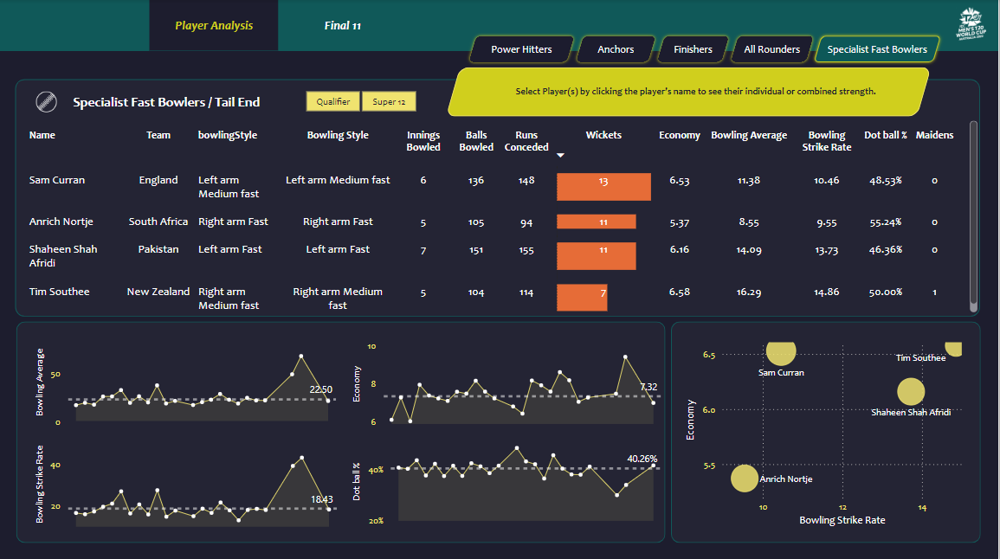 Player Analysis
Final 11
T20
MEN'S T20
WORLD CUP
AUSTRALIA 2022
Power Hitters
Anchors
Finishers
All Rounders
Specialist Fast Bowlers
Select Player(s) by clicking the player's name to see their individual or combined strength.
Specialist Fast Bowlers / Tail End
Qualifier
Super 12
Name Team bowlingStyle Bowling Style Innings Bowled Balls Bowled Runs Conceded Wickets Economy Bowling Average Bowling Strike Rate Dot ball % Maidens
Sam Curran England Left arm Medium fast Left arm Medium fast 6 136 148 13 6.53 11.38 10.46 48.53% 0
Anrich Nortje South Africa Right arm Fast Right arm Fast 5 105 94 11 5.37 8.55 9.55 55.24% 0
Shaheen Shah Afridi Pakistan Left arm Fast Left arm Fast 7 151 155 11 6.16 14.09 13.73 46.36% 0
Tim Southee New Zealand Right arm Medium fast Right arm Medium fast 5 104 114 7 6.58 16.29 14.86 50.00% 1
Bowling Average
50
0
22.50
Economy
10
8
6
7.32
Bowling Strike Rate
40
20
18.43
Dot ball %
40%
20%
40.26%
Economy
6.5
6.0
5.5
Sam Curran
Tim Southee
Shaheen Shah Afridi
Anrich Nortje
10
12
14
Bowling Strike Rate